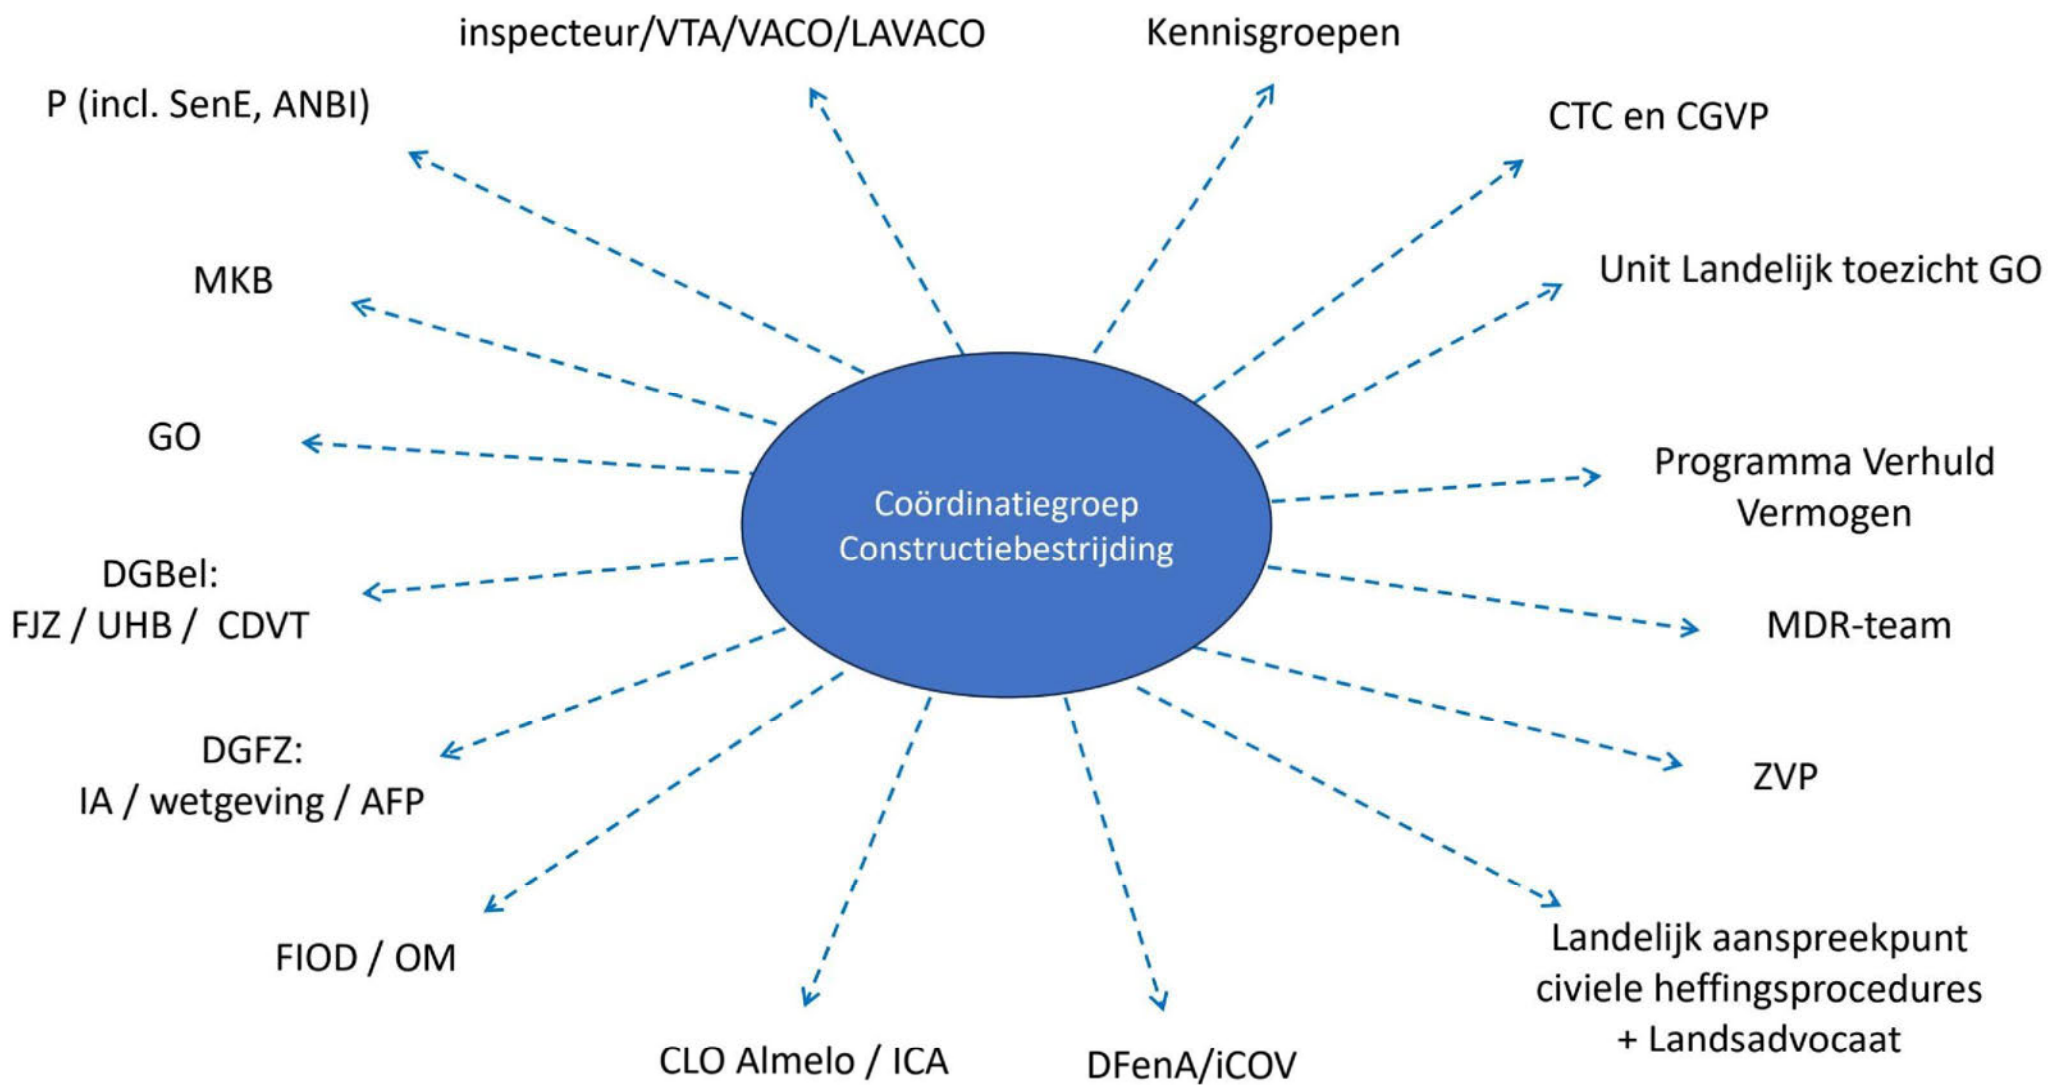 inspecteur/VTA/VACO/LAVACO
Kennisgroepen
P (incl. SenE, ANBI)
CTC en CGVP
MKB
Unit Landelijk toezicht GO
GO
Programma Verhuld
Vermogen
Coördinatiegroep
Constructiebestrijding
DGBel:
FJZ / UHB / CDVT
MDR-team
DGFZ:
IA / wetgeving / AFP
ZVP
FIOD / OM
Landelijk aanspreekpunt
civiele heffingsprocedures
+ Landsadvocaat
CLO Almelo / ICA
DFenA/iCOV